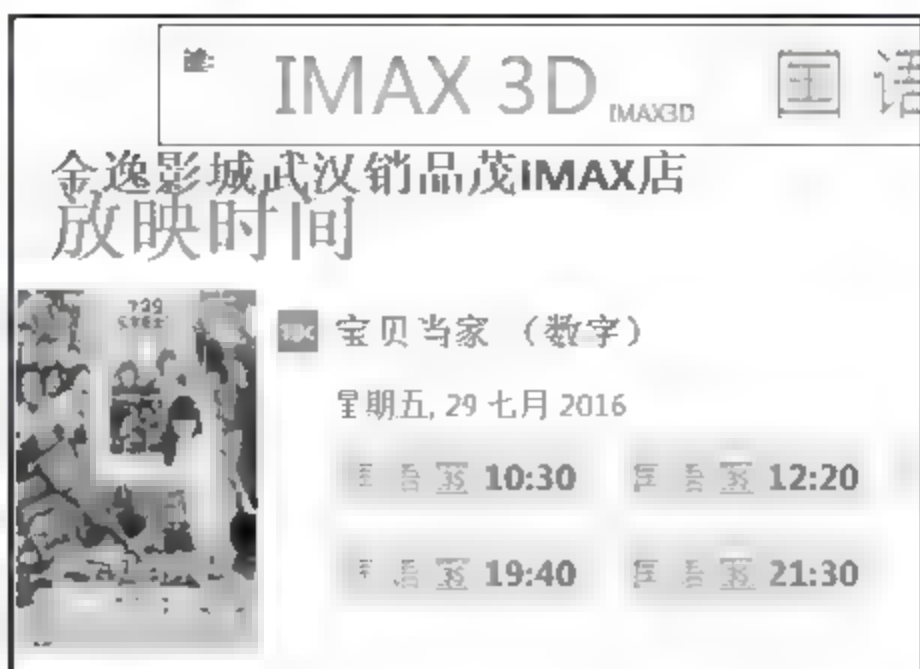 IMAX 3D IMAX3D 国 语
金逸影城武汉销品茂IMAX店
放映时间
宝贝当家 （数字）
星期五, 29 七月 2016
10:30 12:20
19:40 21:30